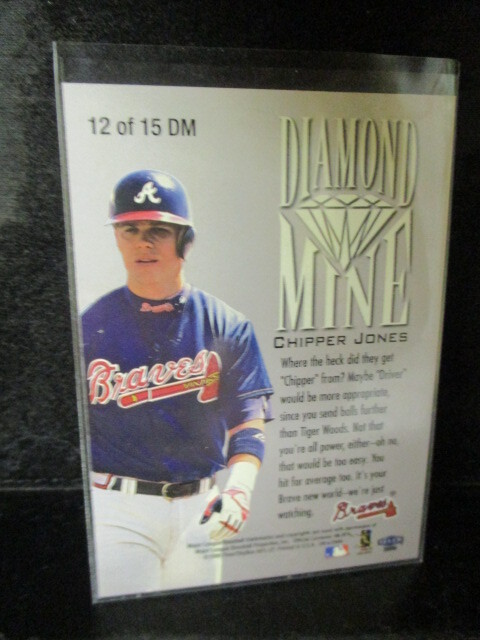 12 of 15 DM
DIAMOND
MINE
CHIPPER JONES
A
Braves
Where the heck did they get
"Chipper" from? Maybe "Driver"
would be more appropriate,
since you send balls further
than Tiger Woods. Not that
you're all power, either–oh no,
that would be too easy. You
hit for average too. It's your
Brave new world–we're just
watching.
Braves